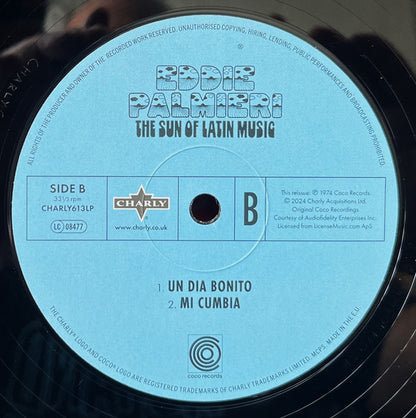 ALL RIGHTS OF THE PRODUCER AND OWNER OF THE RECORDED WORK RESERVED. UNAUTHORISED COPYING, HIRING, LENDING, PUBLIC PERFORMANCES AND BROADCASTING PROHIBITED.
®
EDDIE
PALMIERI
THE SUN OF LATIN MUSIC
SIDE B
33⅓ rpm
CHARLY613LP
LC 08477
CHARLY
www.charly.co.uk
B
This reissue: ℗ 1974 Coco Records.
© 2024 Charly Acquisitions Ltd.
Original Coco Recordings
Courtesy of Audiofidelity Enterprises Inc.
Licensed from LicenseMusic.com ApS
1. UN DIA BONITO
2. MI CUMBIA
coco records
THE CHARLY® LOGO AND COCO® LOGO ARE REGISTERED TRADEMARKS OF CHARLY TRADEMARKS LIMITED. MCPS. MADE IN THE E.U.